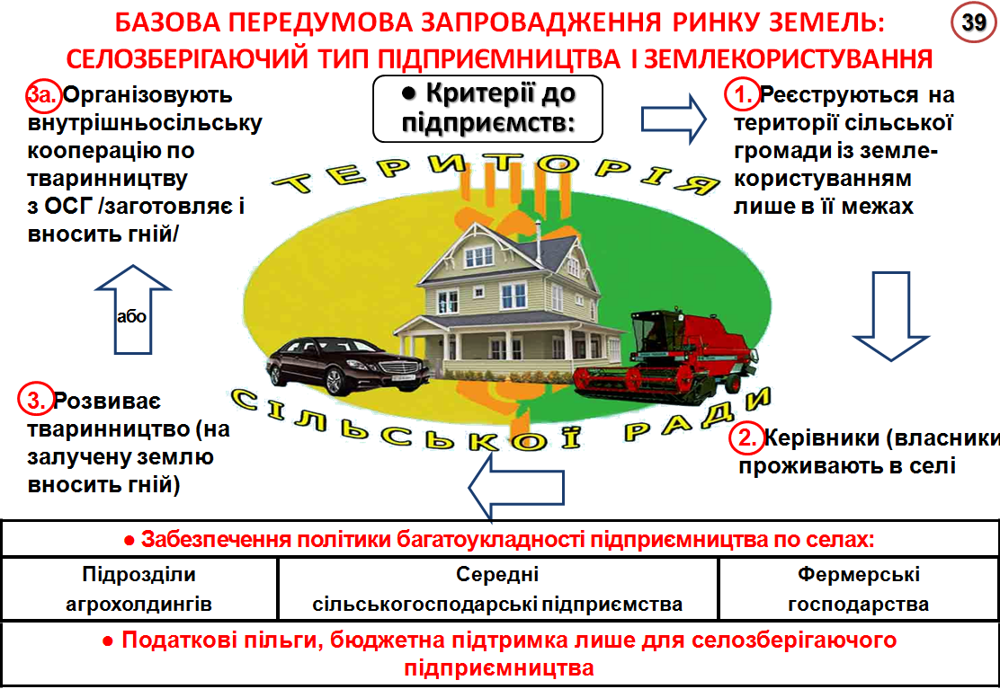 БАЗОВА ПЕРЕДУМОВА ЗАПРОВАДЖЕННЯ РИНКУ ЗЕМЕЛЬ:
СЕЛОЗБЕРІГАЮЧИЙ ТИП ПІДПРИЄМНИЦТВА І ЗЕМЛЕКОРИСТУВАННЯ
39
● Критерії до
підприємств:
1. Реєструються на
території сільської
громади із земле-
користуванням
лише в її межах
2. Керівники (власники
проживають в селі
3. Розвиває
тваринництво (на
залучену землю
вносить гній)
або
3а. Організовують
внутрішньосільську
кооперацію по
тваринництву
з ОСГ /заготовляє і
вносить гній/
ТЕРИТОРІЯ
СІЛЬСЬКОЇ РАДИ
● Забезпечення політики багатоукладності підприємництва по селах:
Підрозділи
агрохолдингів
Середні
сільськогосподарські підприємства
Фермерські
господарства
● Податкові пільги, бюджетна підтримка лише для селозберігаючого
підприємництва